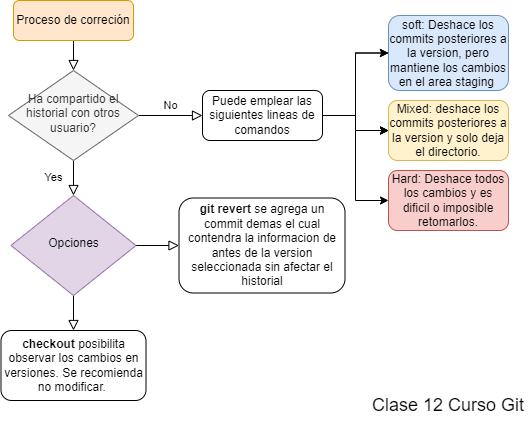 Proceso de correción
soft: Deshace los
commits posteriores a
la version, pero
mantiene los cambios
en el area staging
Ha compartido el
historial con otros
usuario?
No
Puede emplear las
siguientes lineas de
comandos
Mixed: deshace los
commits posteriores a
la version y solo deja
el directorio.
Hard: Deshace todos
los cambios y es
dificil o imposible
retomarlos.
Yes
Opciones
git revert se agrega un
commit demas el cual
contendra la informacion de
antes de la version
seleccionada sin afectar el
historial
checkout posibilita
observar los cambios en
versiones. Se recomienda
no modificar.
Clase 12 Curso Git